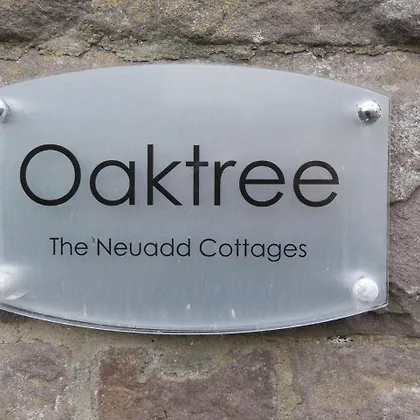 Oaktree
The Neuadd Cottages